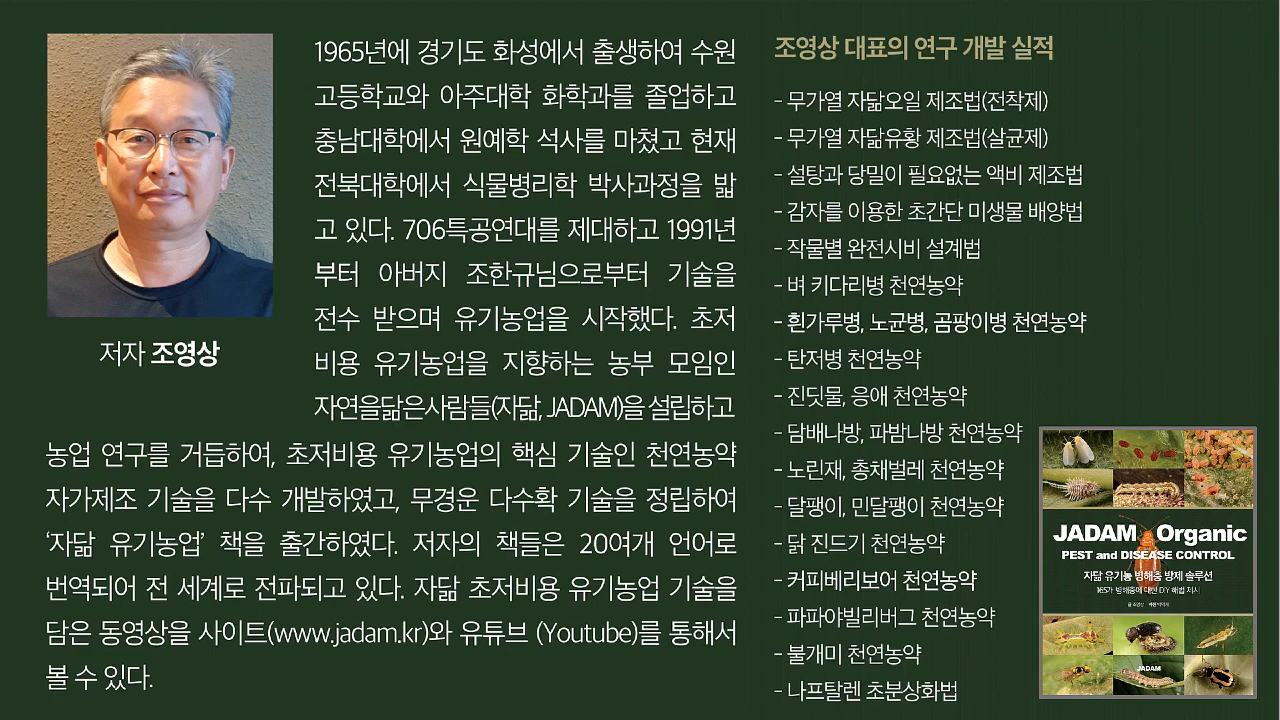 1965년에 경기도 화성에서 출생하여 수원
고등학교와 아주대학 화학과를 졸업하고
충남대학에서 원예학 석사를 마쳤고 현재
전북대학에서 식물병리학 박사과정을 밟
고 있다. 706특공연대를 제대하고 1991년
부터 아버지 조한규님으로부터 기술을
전수 받으며 유기농업을 시작했다. 초저
비용 유기농업을 지향하는 농부 모임인
자연을닮은사람들(자닮, JADAM)을 설립하고
농업 연구를 거듭하여, 초저비용 유기농업의 핵심 기술인 천연농약
자가제조 기술을 다수 개발하였고, 무경운 다수확 기술을 정립하여
‘자닮 유기농업’ 책을 출간하였다. 저자의 책들은 20여개 언어로
번역되어 전 세계로 전파되고 있다. 자닮 초저비용 유기농업 기술을
담은 동영상을 사이트(www.jadam.kr)와 유튜브 (Youtube)를 통해서
볼 수 있다.
저자 조영상
조영상 대표의 연구 개발 실적
- 무가열 자닮오일 제조법(전착제)
- 무가열 자닮유황 제조법(살균제)
- 설탕과 당밀이 필요없는 액비 제조법
- 감자를 이용한 초간단 미생물 배양법
- 작물별 완전시비 설계법
- 벼 키다리병 천연농약
- 흰가루병, 노균병, 곰팡이병 천연농약
- 탄저병 천연농약
- 진딧물, 응애 천연농약
- 담배나방, 파밤나방 천연농약
- 노린재, 총채벌레 천연농약
- 달팽이, 민달팽이 천연농약
- 닭 진드기 천연농약
- 커피베리보어 천연농약
- 파파야빌리버그 천연농약
- 불개미 천연농약
- 나프탈렌 초분상화법
JADAM Organic
PEST and DISEASE CONTROL
자닮 유기농 병해충 방제 솔루션
165가 병해충에 대한 DIY 해법 제시
JADAM